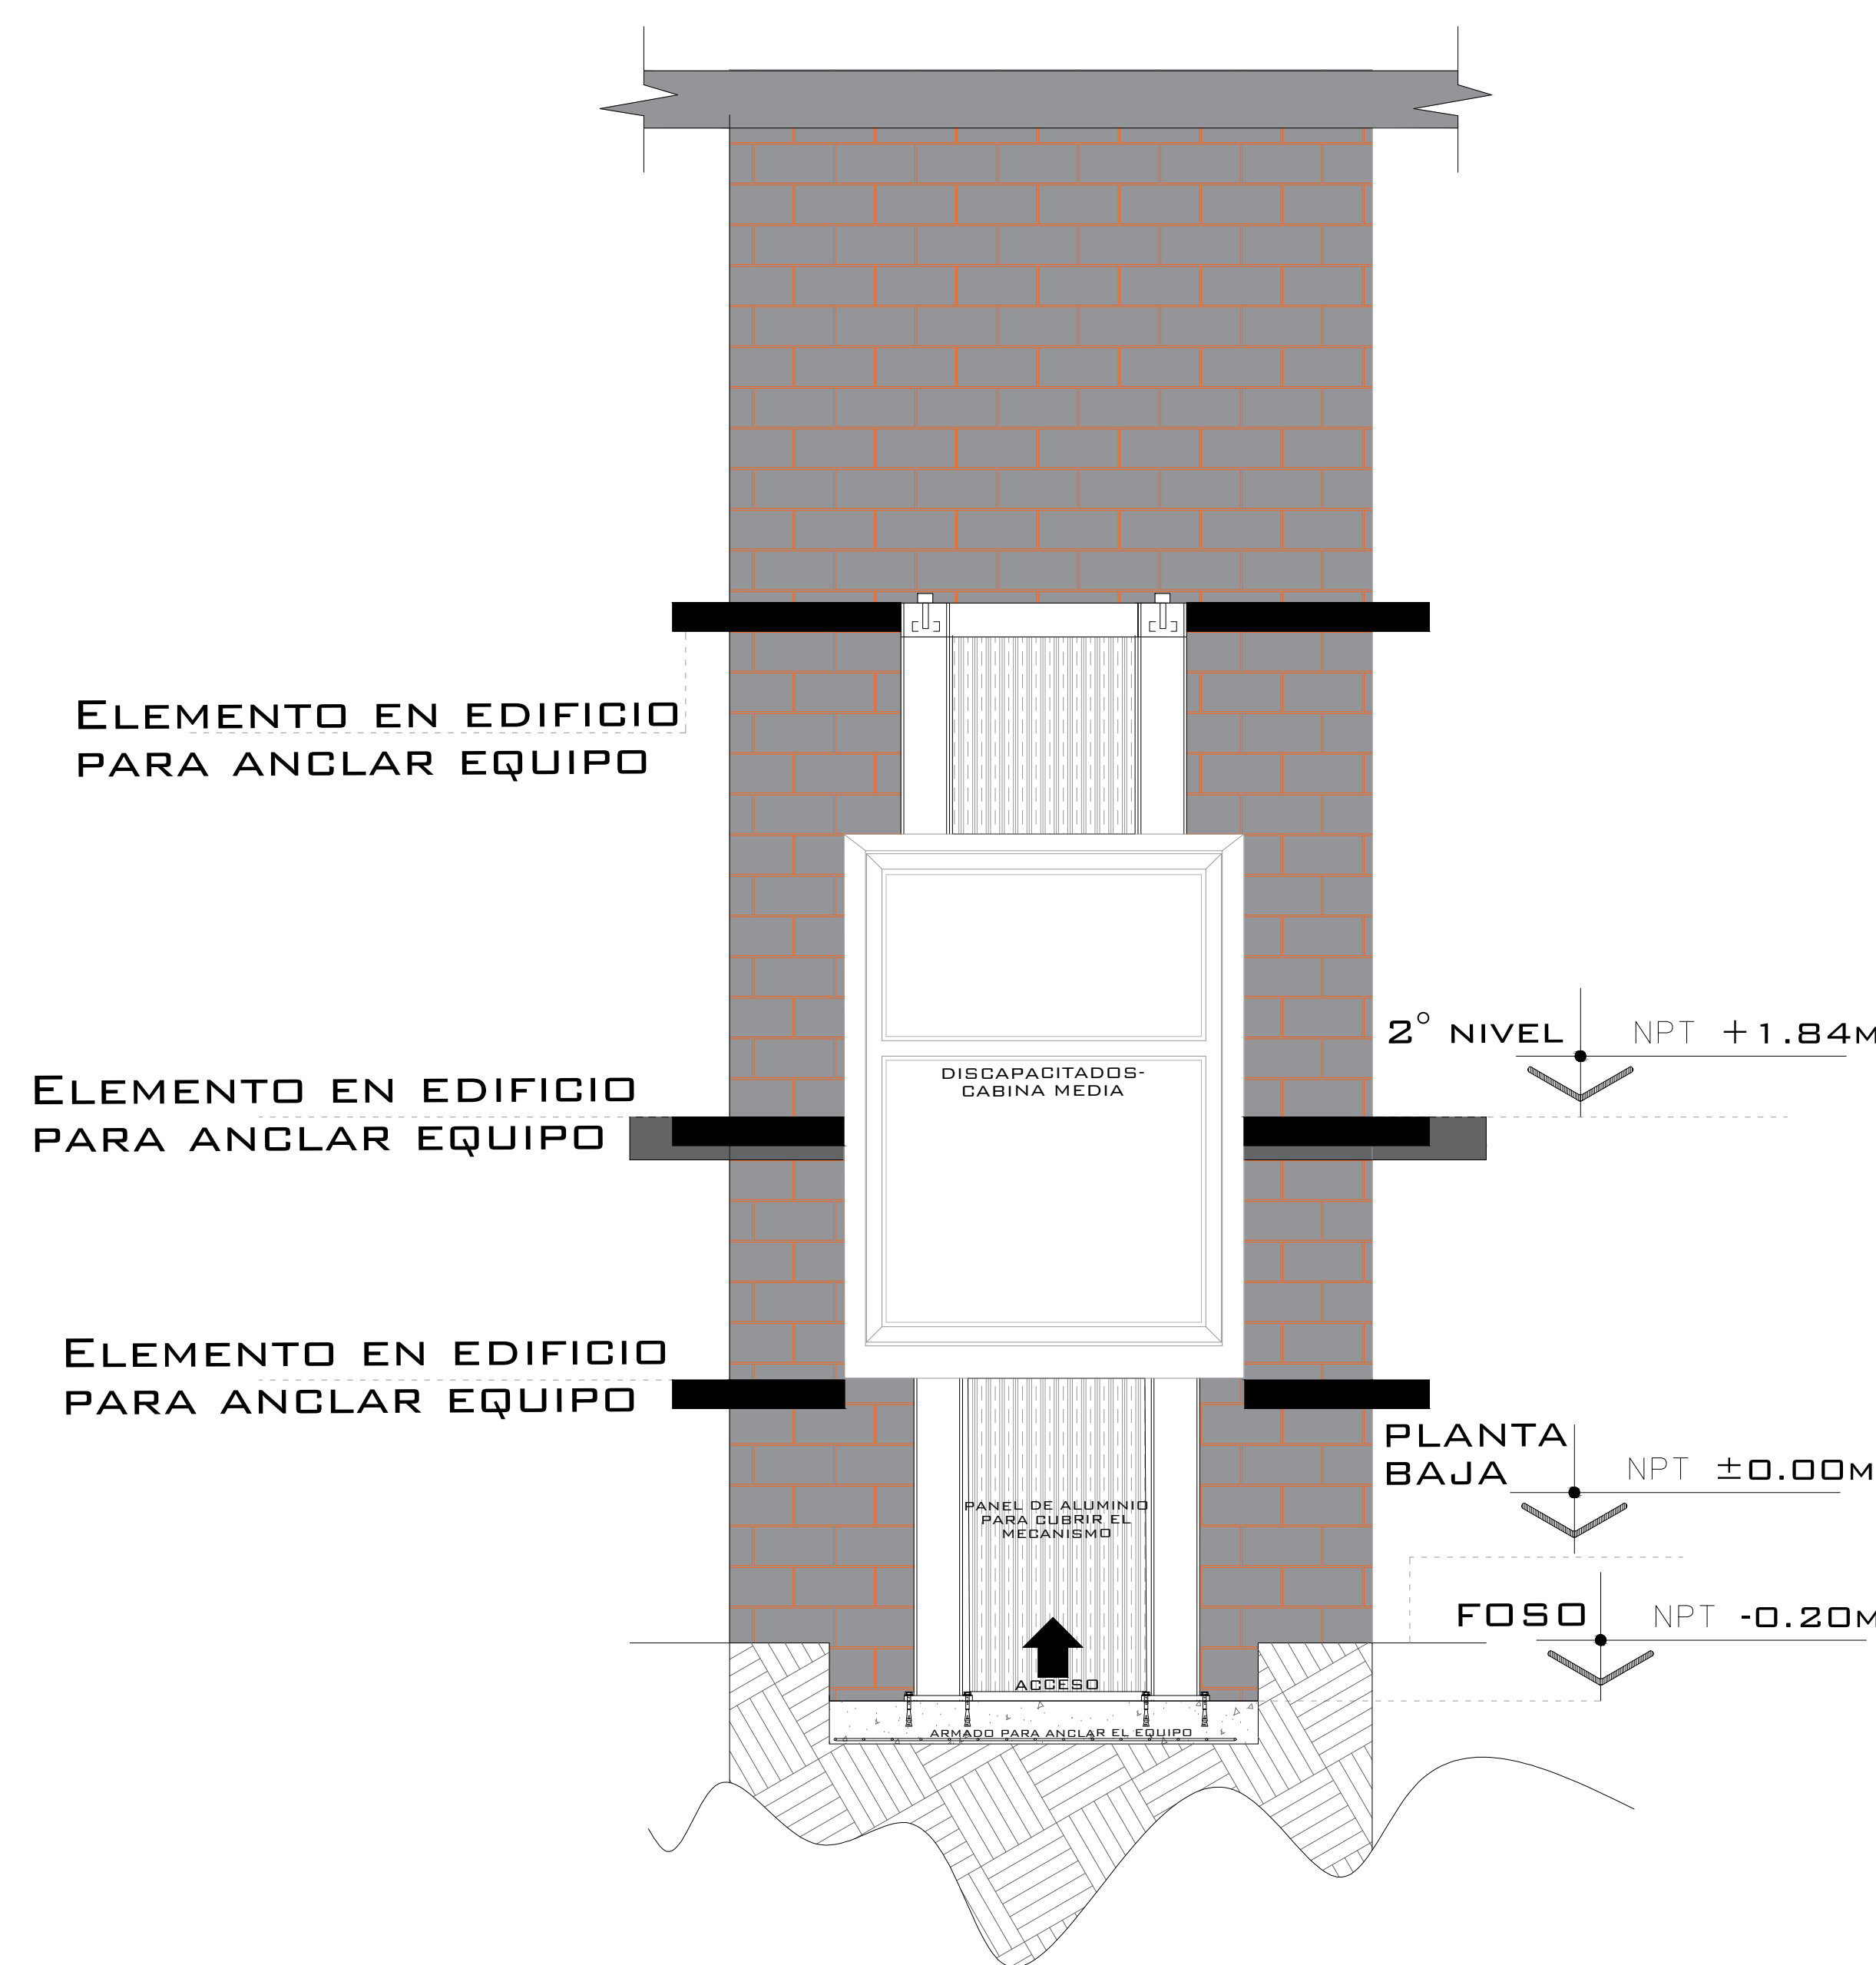 Elemento en edificio
para anclar equipo
2° nivel NPT +1.84m
discapacitados-
cabina media
Elemento en edificio
para anclar equipo
Elemento en edificio
para anclar equipo
PLANTA
BAJA
NPT ±0.00m
PANEL DE ALUMINIO
PARA CUBRIR EL
MECANISMO
FOSO NPT -0.20m
ACCESO
ARMADO PARA ANCLAR EL EQUIPO